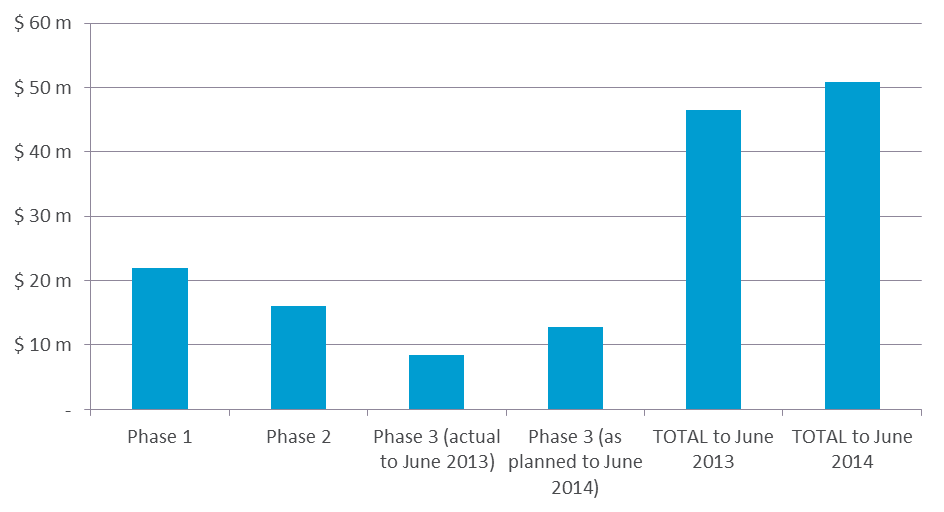 $ 60 m
$ 50 m
$ 40 m
$ 30 m
$ 20 m
$ 10 m
-
Phase 1
Phase 2
Phase 3 (actual
to June 2013)
Phase 3 (as
planned to June
2014)
TOTAL to June
2013
TOTAL to June
2014